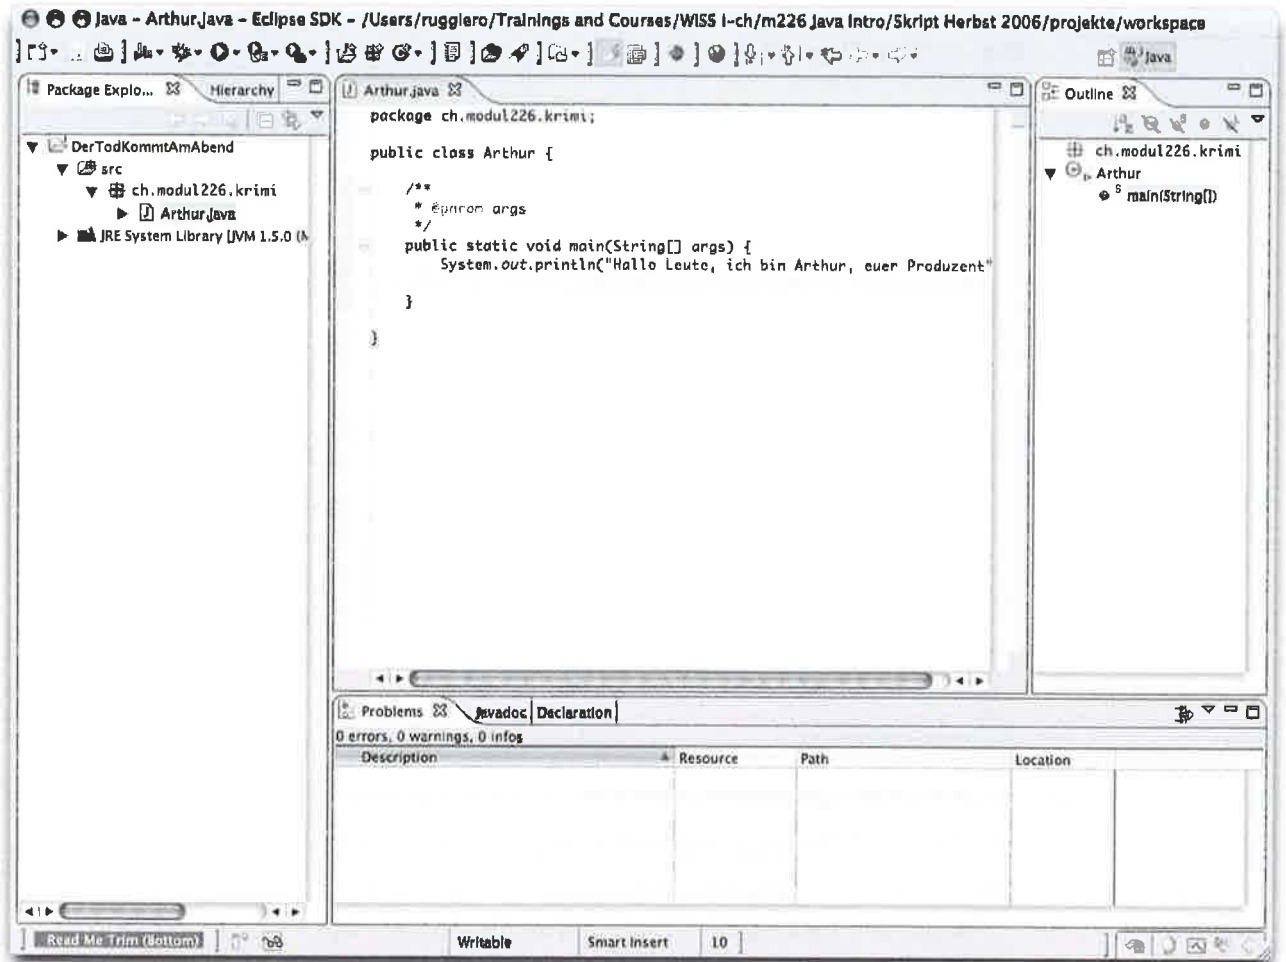 Java - Arthur.java - Eclipse SDK - /Users/ruggiero/Trainings and Courses/WISS I-ch/m226 Java Intro/Skript Herbst 2006/projekte/workspace
Java
Package Explo...
Hierarchy
DerTodKommtAmAbend
src
ch.modul226.krimi
Arthur.java
JRE System Library [JVM 1.5.0 (M
Arthur.java
package ch.modul226.krimi;
public class Arthur {
/**
* @param args
*/
public static void main(String[] args) {
System.out.println("Hallo Leute, ich bin Arthur, euer Produzent"
}
}
Outline
ch.modul226.krimi
Arthur
S main(String[])
Problems Javadoc Declaration
0 errors, 0 warnings, 0 infos
Description Resource Path Location
Read Me Trim (Bottom) Writable Smart Insert 10